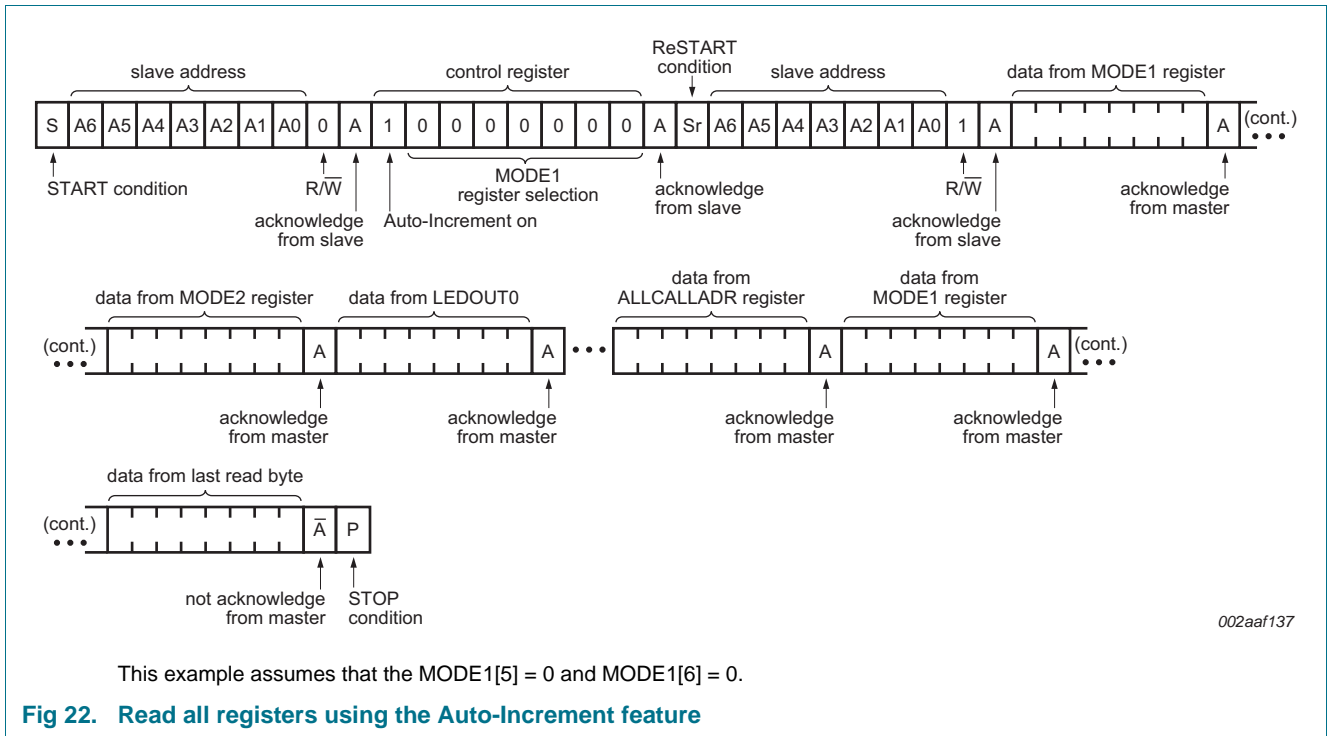 ReSTART
condition
slave address
control register
slave address
data from MODE1 register
S A6 A5 A4 A3 A2 A1 A0 0 A 1 0 0 0 0 0 0 0 A Sr A6 A5 A4 A3 A2 A1 A0 1 A A (cont.)
START condition
R/W̅
acknowledge
from slave
Auto-Increment on
MODE1
register selection
acknowledge
from slave
R/W̅
acknowledge
from slave
acknowledge
from master
data from MODE2 register
data from LEDOUT0
data from
ALLCALLADR register
data from
MODE1 register
(cont.) A A A A (cont.)
acknowledge
from master
acknowledge
from master
acknowledge
from master
acknowledge
from master
data from last read byte
(cont.) A̅ P
not acknowledge
from master
STOP
condition
002aaf137
This example assumes that the MODE1[5] = 0 and MODE1[6] = 0.
Fig 22. Read all registers using the Auto-Increment feature